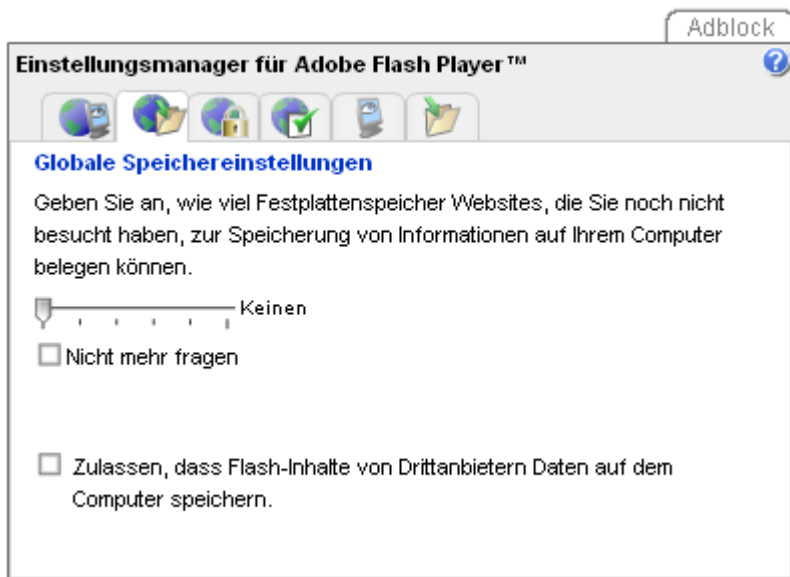 Adblock
Einstellungsmanager für Adobe Flash Player™
Globale Speichereinstellungen
Geben Sie an, wie viel Festplattenspeicher Websites, die Sie noch nicht
besucht haben, zur Speicherung von Informationen auf Ihrem Computer
belegen können.
Keinen
Nicht mehr fragen
Zulassen, dass Flash-Inhalte von Drittanbietern Daten auf dem
Computer speichern.